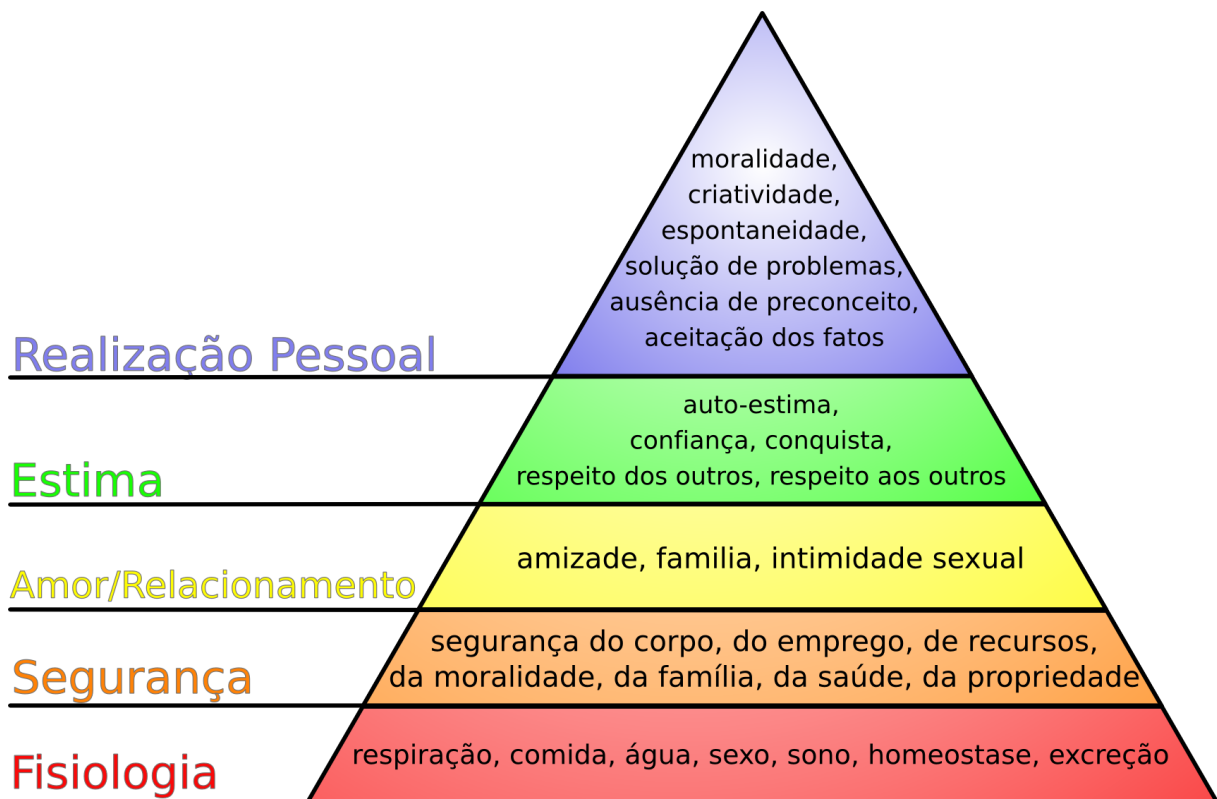 moralidade,
criatividade,
espontaneidade,
solução de problemas,
ausência de preconceito,
aceitação dos fatos
Realização Pessoal
auto-estima,
confiança, conquista,
respeito dos outros, respeito aos outros
Estima
amizade, familia, intimidade sexual
Amor/Relacionamento
segurança do corpo, do emprego, de recursos,
da moralidade, da família, da saúde, da propriedade
Segurança
respiração, comida, água, sexo, sono, homeostase, excreção
Fisiologia